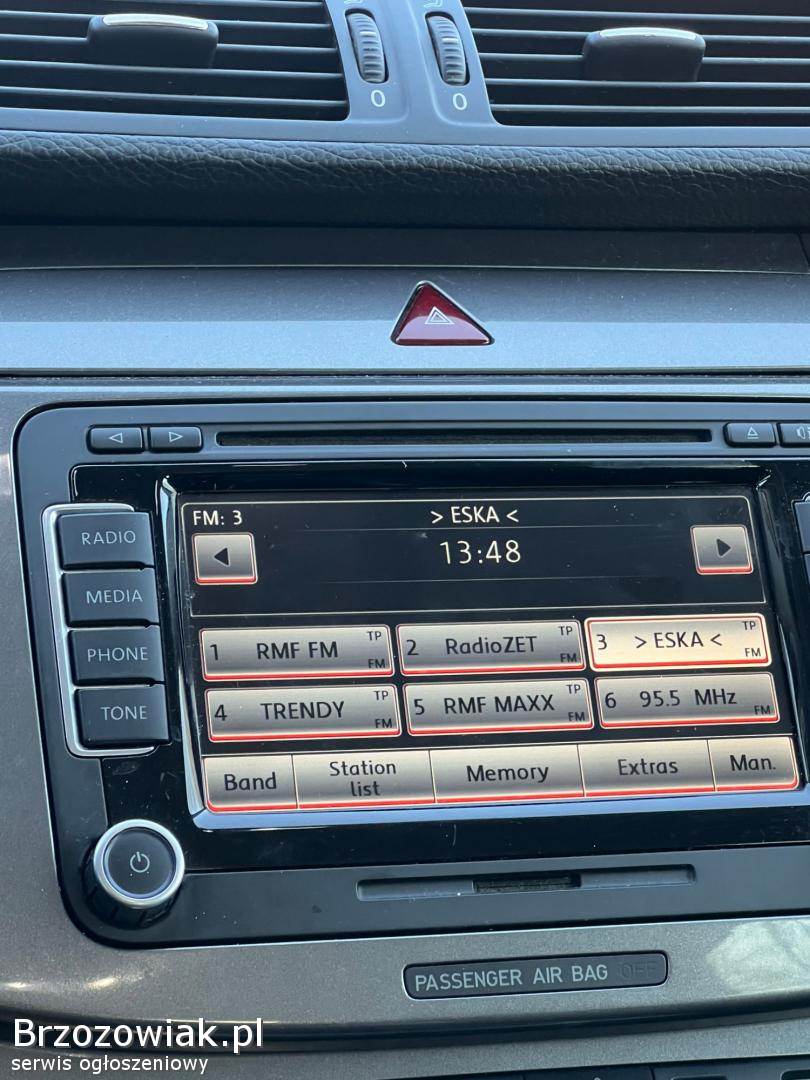 0 0
RADIO
MEDIA
PHONE
TONE
FM: 3 > ESKA <
13:48
1 RMF FM TP FM
2 RadioZET TP FM
3 > ESKA < TP FM
4 TRENDY TP FM
5 RMF MAXX TP FM
6 95.5 MHz FM
Band Station list Memory Extras Man.
PASSENGER AIR BAG OFF
Brzozowiak.pl
serwis ogłoszeniowy